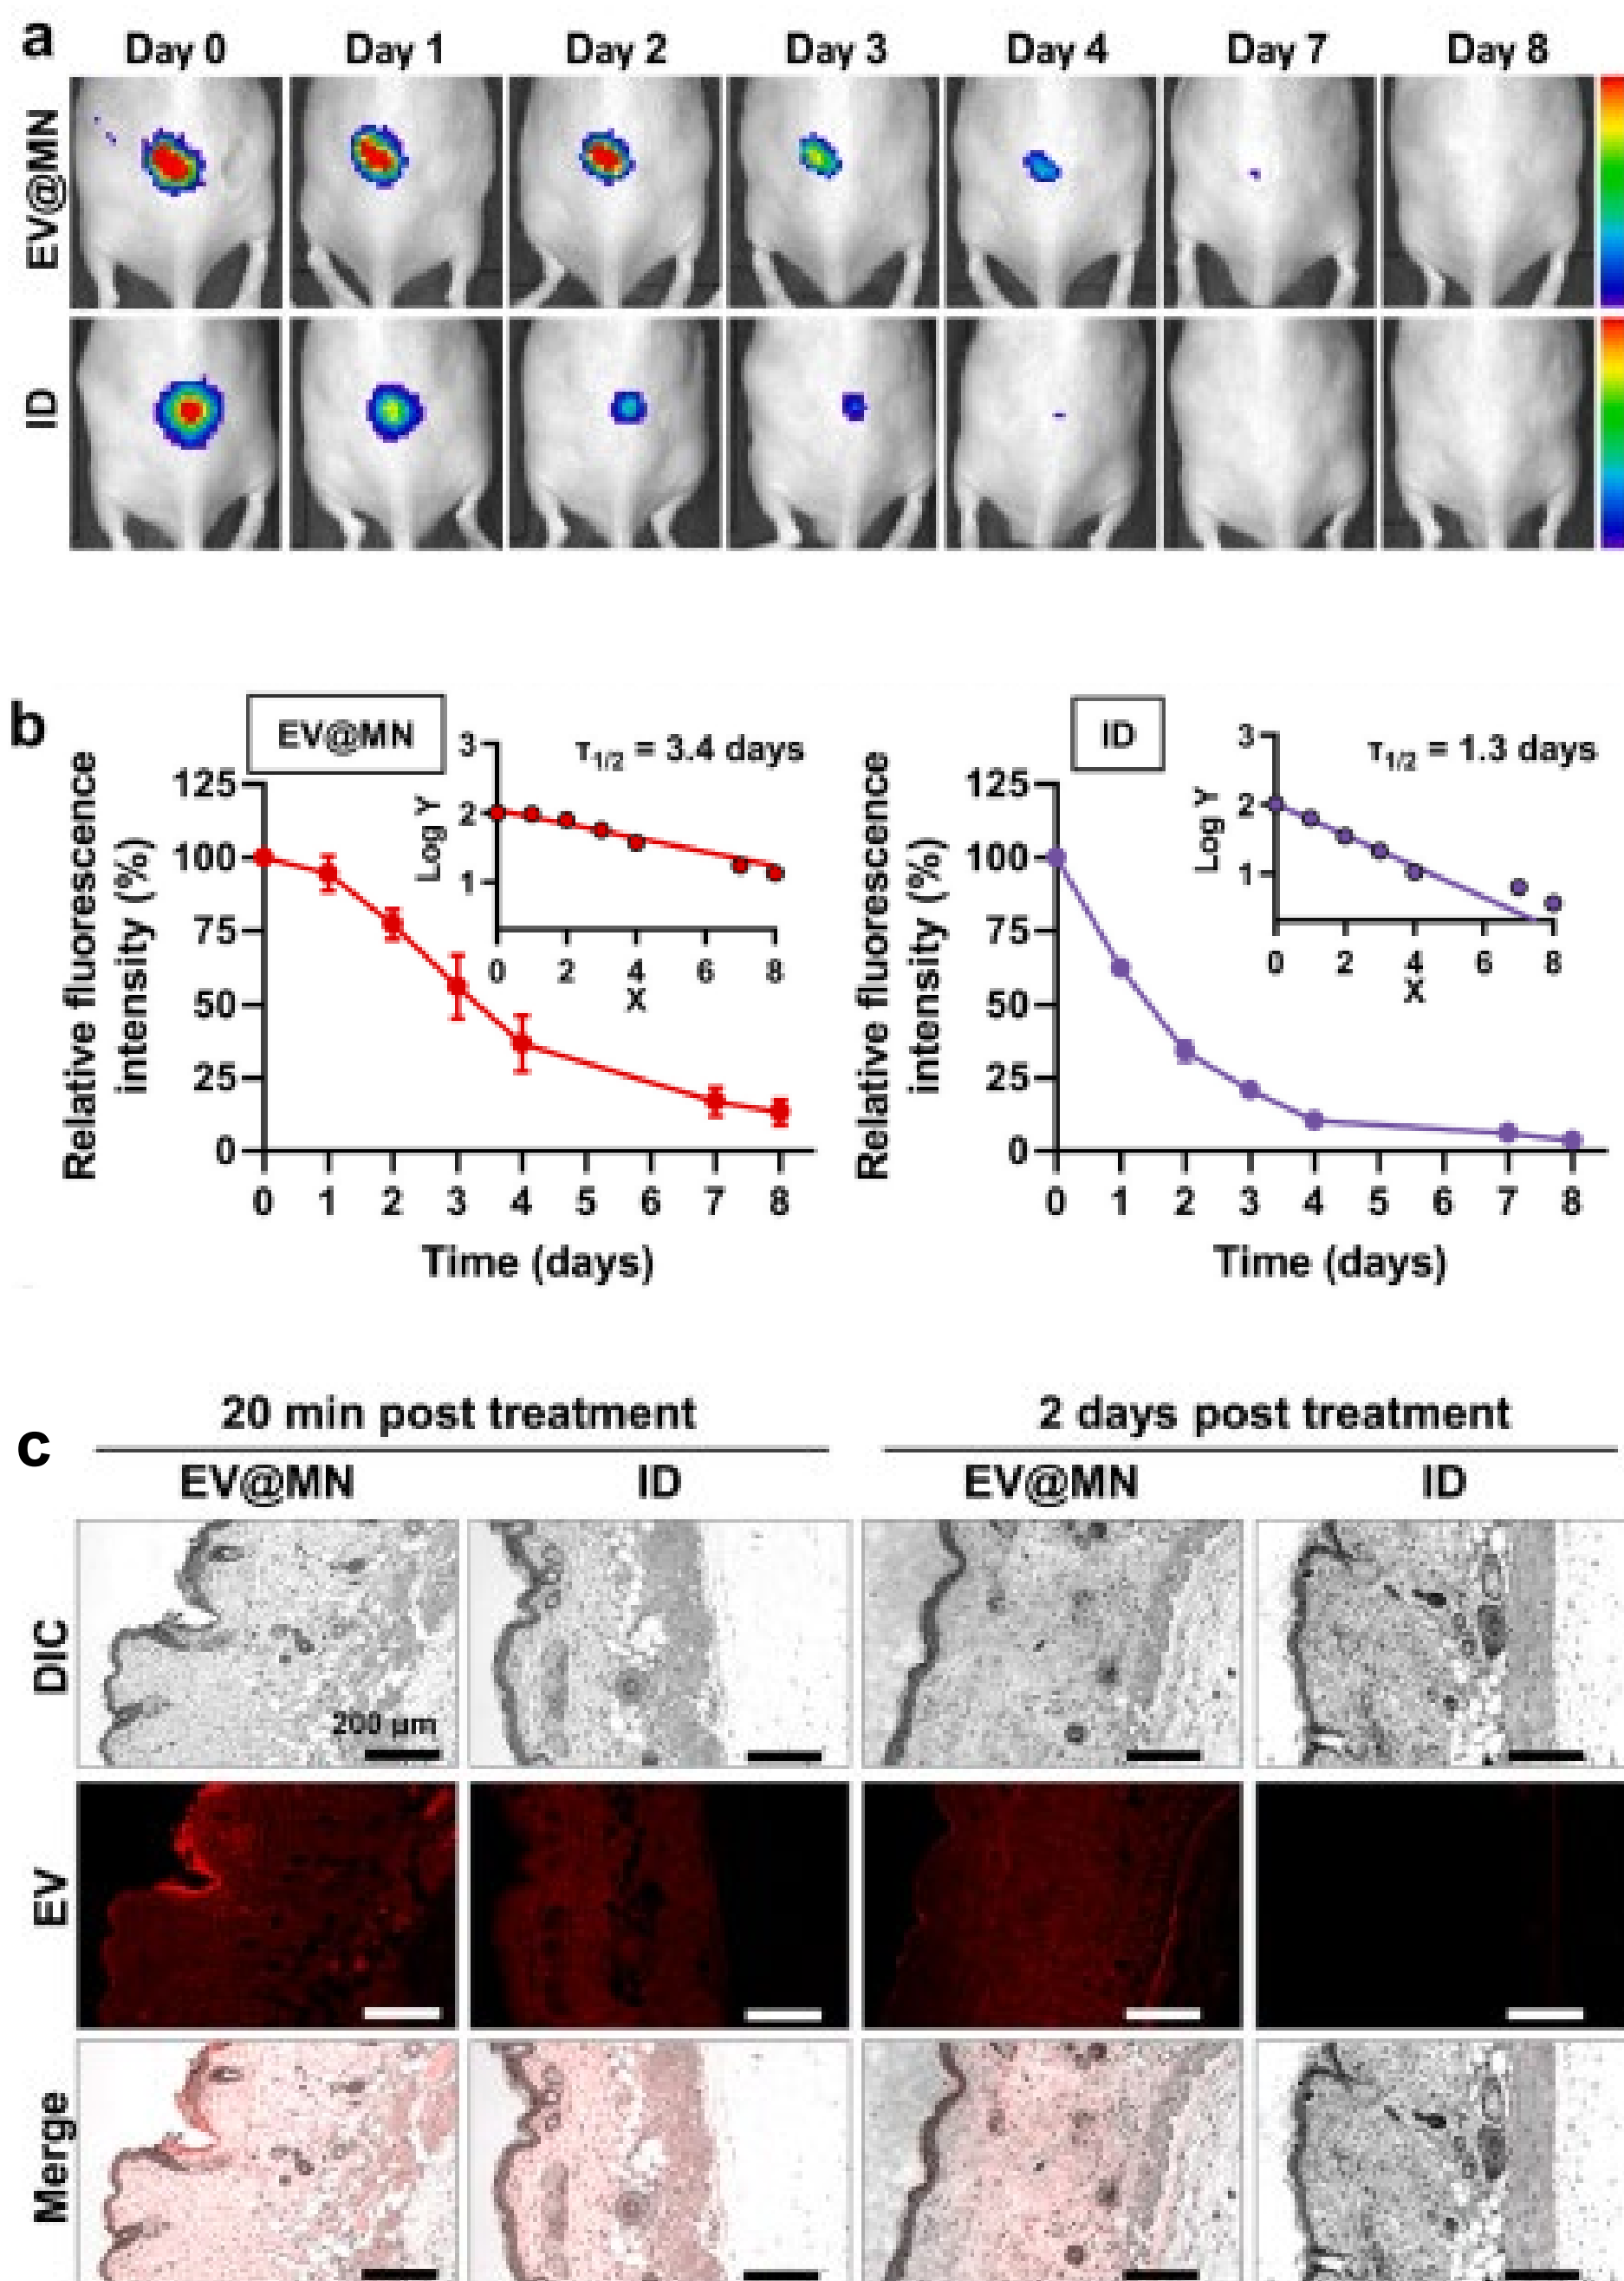 a
Day 0 Day 1 Day 2 Day 3 Day 4 Day 7 Day 8
EV@MN
ID
b
EV@MN
Relative fluorescence
intensity (%)
125
100
75
50
25
0
0 1 2 3 4 5 6 7 8
Time (days)
τ1/2 = 3.4 days
Log Y
3
2
1
0 2 4 6 8
X
ID
Relative fluorescence
intensity (%)
125
100
75
50
25
0
0 1 2 3 4 5 6 7 8
Time (days)
τ1/2 = 1.3 days
Log Y
3
2
1
0 2 4 6 8
X
c
20 min post treatment 2 days post treatment
EV@MN ID EV@MN ID
DIC
200 μm
EV
Merge